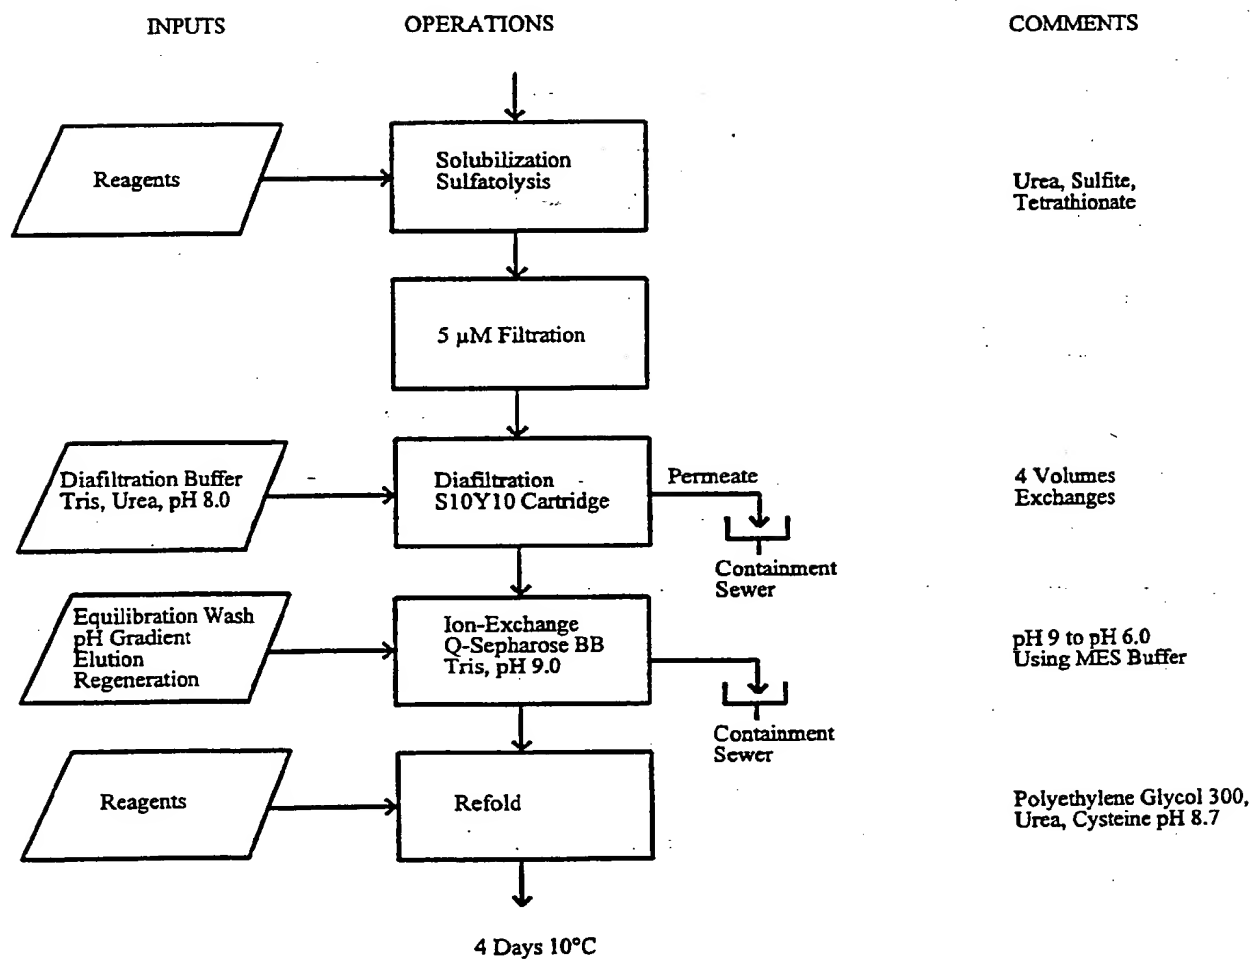 INPUTS
OPERATIONS
COMMENTS
Reagents
Solubilization
Sulfatolysis
Urea, Sulfite,
Tetrathionate
5 µM Filtration
Diafiltration Buffer
Tris, Urea, pH 8.0
Diafiltration
S10Y10 Cartridge
Permeate
4 Volumes
Exchanges
Containment
Sewer
Equilibration Wash
pH Gradient
Elution
Regeneration
Ion-Exchange
Q-Sepharose BB
Tris, pH 9.0
pH 9 to pH 6.0
Using MES Buffer
Containment
Sewer
Reagents
Refold
Polyethylene Glycol 300,
Urea, Cysteine pH 8.7
4 Days 10°C